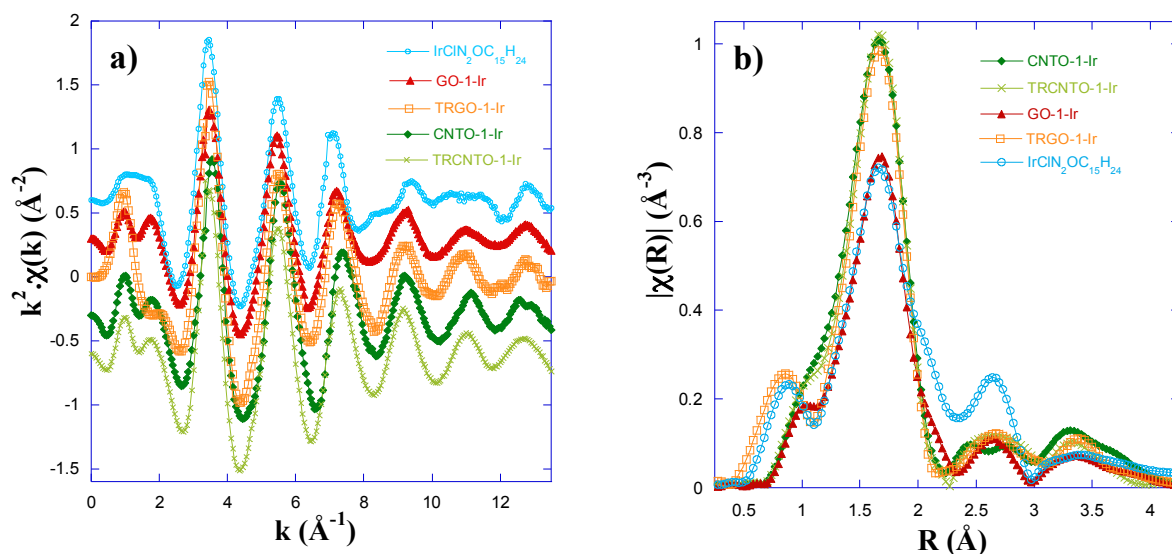 a)
IrClN₂OC₁₅H₂₄
GO-1-Ir
TRGO-1-Ir
CNTO-1-Ir
TRCNTO-1-Ir
2
1.5
1
0.5
0
-0.5
-1
-1.5
0 2 4 6 8 10 12
k²·χ(k) (Å⁻²)
k (Å⁻¹)
b)
CNTO-1-Ir
TRCNTO-1-Ir
GO-1-Ir
TRGO-1-Ir
IrClN₂OC₁₅H₂₄
1
0.8
0.6
0.4
0.2
0
0.5 1 1.5 2 2.5 3 3.5 4
|χ(R)| (Å⁻³)
R (Å)